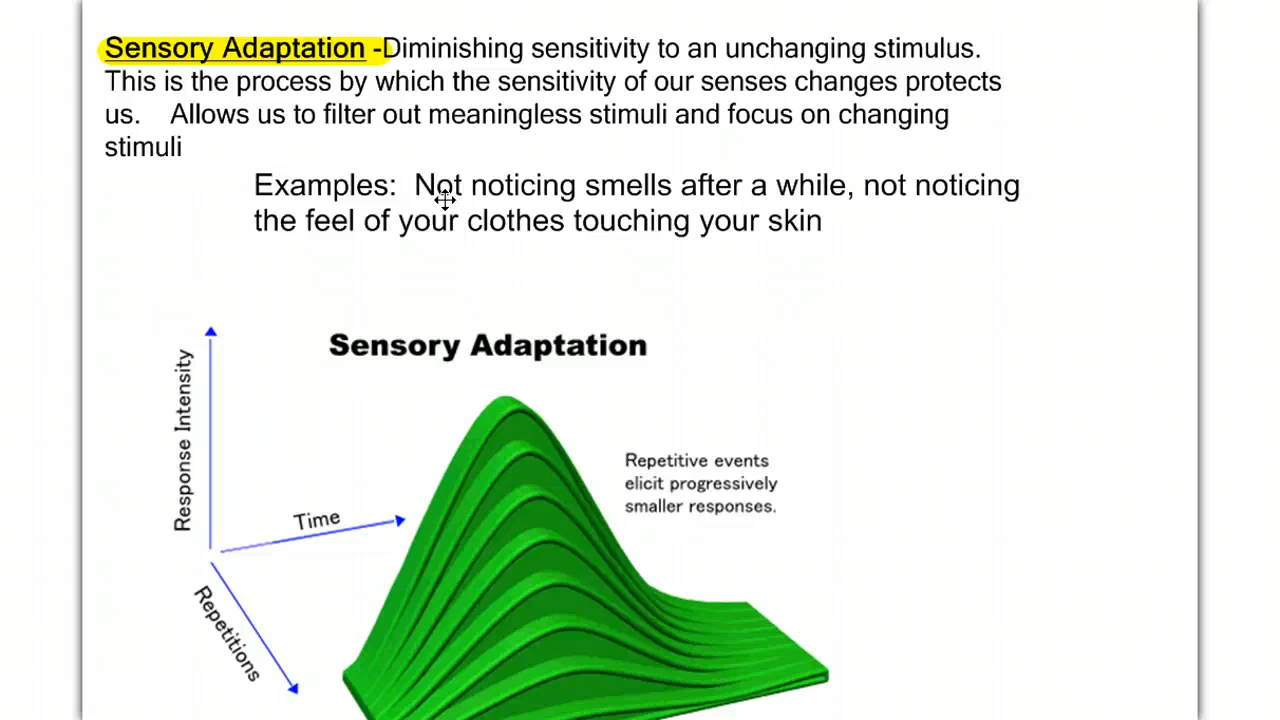 Sensory Adaptation -Diminishing sensitivity to an unchanging stimulus.
This is the process by which the sensitivity of our senses changes protects
us. Allows us to filter out meaningless stimuli and focus on changing
stimuli
Examples: Not noticing smells after a while, not noticing
the feel of your clothes touching your skin
Sensory Adaptation
Response Intensity
Repetitive events
elicit progressively
smaller responses.
Time
Repetitions